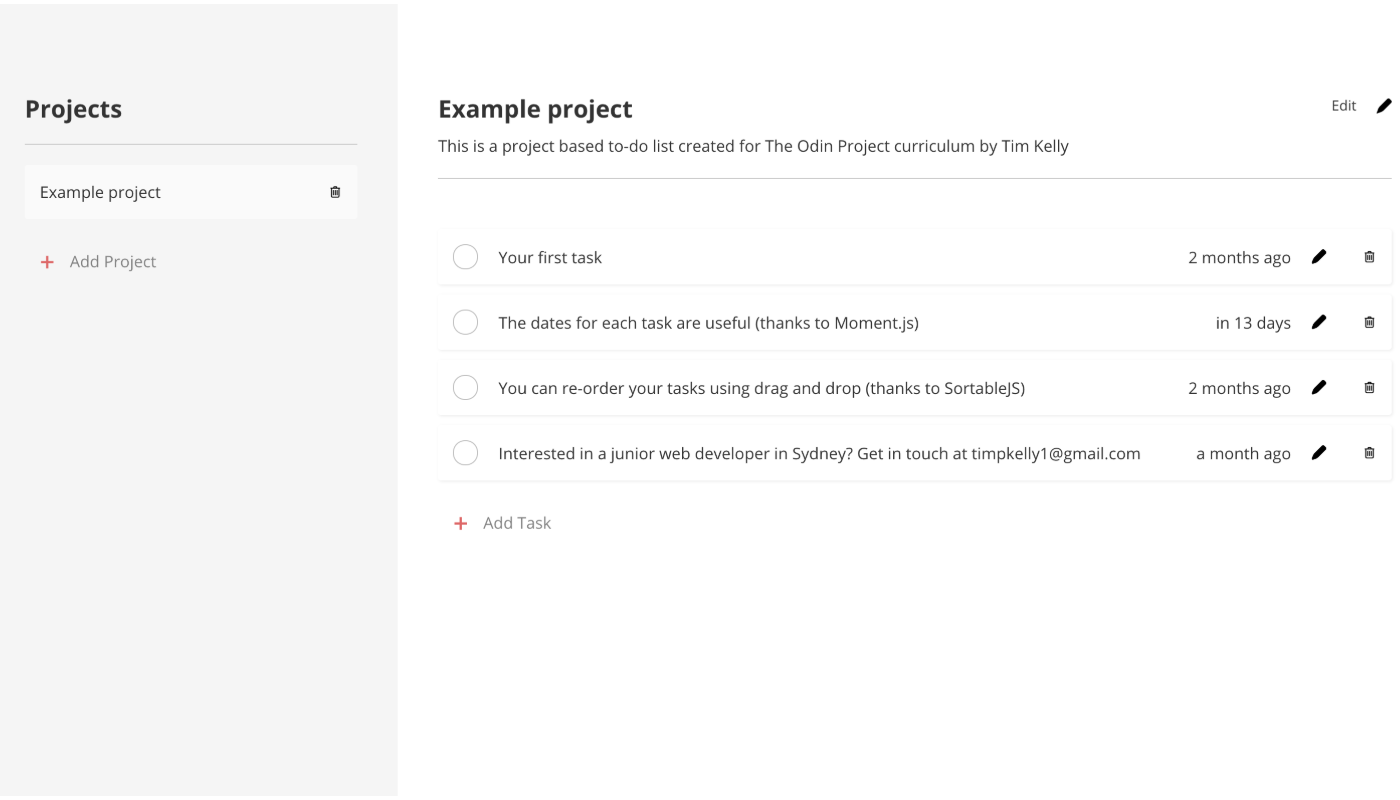 Projects
Example project
Add Project
Example project
Edit
This is a project based to-do list created for The Odin Project curriculum by Tim Kelly
Your first task 2 months ago
The dates for each task are useful (thanks to Moment.js) in 13 days
You can re-order your tasks using drag and drop (thanks to SortableJS) 2 months ago
Interested in a junior web developer in Sydney? Get in touch at timpkelly1@gmail.com a month ago
Add Task